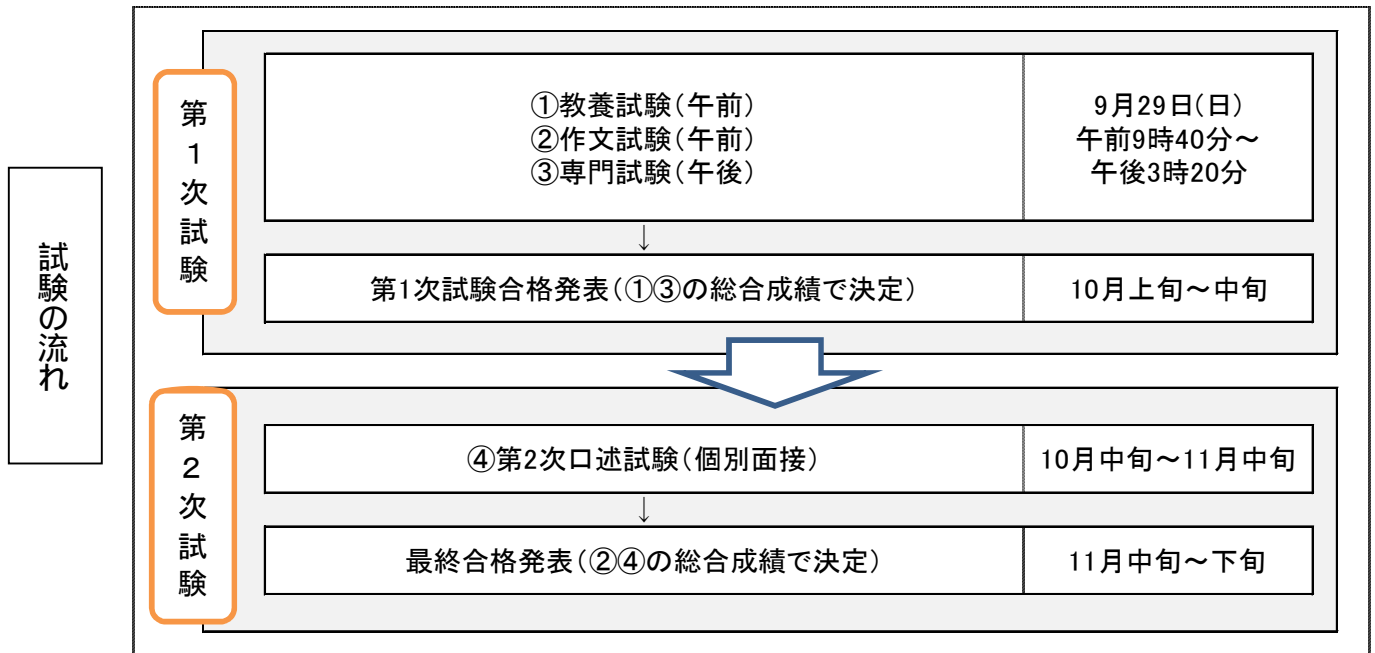 試験の流れ
第1次試験
①教養試験(午前)
②作文試験(午前)
③専門試験(午後)
9月29日(日)
午前9時40分~
午後3時20分
↓
第1次試験合格発表(①③の総合成績で決定)
10月上旬~中旬
第2次試験
④第2次口述試験(個別面接)
10月中旬~11月中旬
↓
最終合格発表(②④の総合成績で決定)
11月中旬~下旬